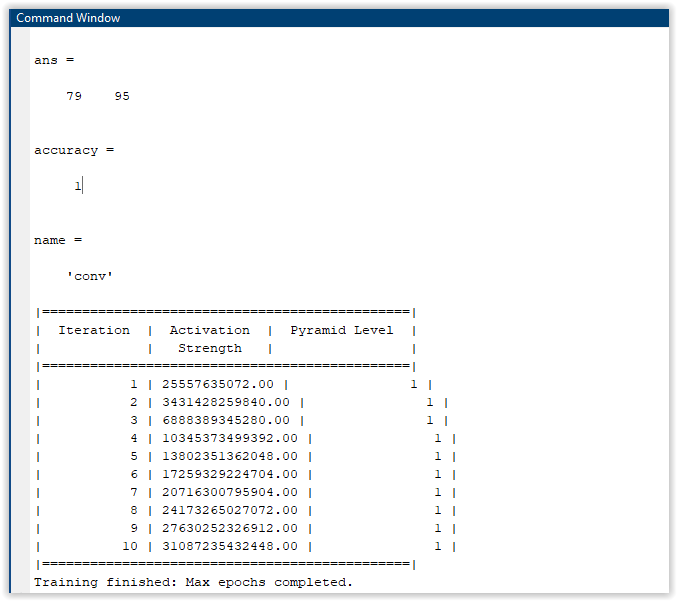 Command Window
ans =
79 95
accuracy =
1
name =
'conv'
|==============================================|
| Iteration | Activation | Pyramid Level |
| | Strength | |
|==============================================|
| 1 | 25557635072.00 | 1 |
| 2 | 3431428259840.00 | 1 |
| 3 | 6888389345280.00 | 1 |
| 4 | 10345373499392.00 | 1 |
| 5 | 13802351362048.00 | 1 |
| 6 | 17259329224704.00 | 1 |
| 7 | 20716300795904.00 | 1 |
| 8 | 24173265027072.00 | 1 |
| 9 | 27630252326912.00 | 1 |
| 10 | 31087235432448.00 | 1 |
|==============================================|
Training finished: Max epochs completed.